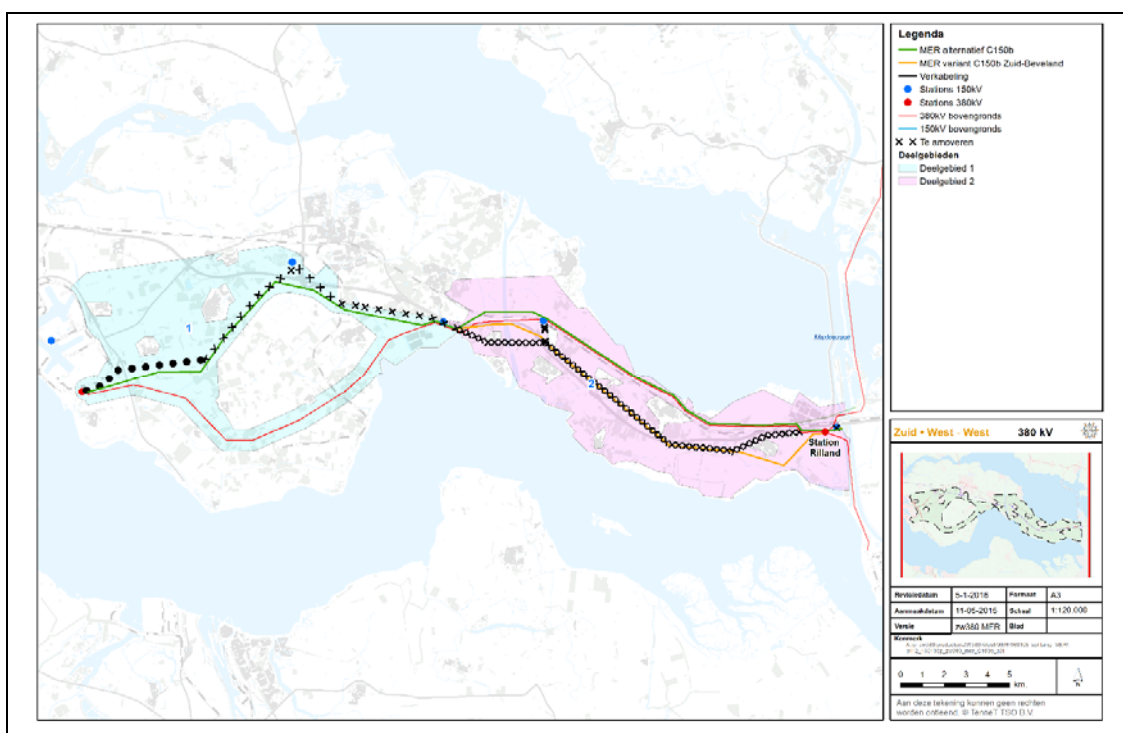 Legenda
MER alternatief C150b
MER variant C150b Zuid-Beveland
Verkabeling
Stations 150kV
Stations 380kV
380kV bovengronds
150kV bovengronds
Te amoveren
Deelgebieden
Deelgebied 1
Deelgebied 2
1
2
Station
Rilland
Zuid • West - West 380 kV
Revisiedatum 5-1-2016 Formaat A3
Aanmaakdatum 11-05-2015 Schaal 1:120.000
Versie zw380 MER Blad
Kenmerk
0 1 2 3 4 5
km.
N
Aan deze tekening kunnen geen rechten
worden ontleend. © TenneT TSO B.V.